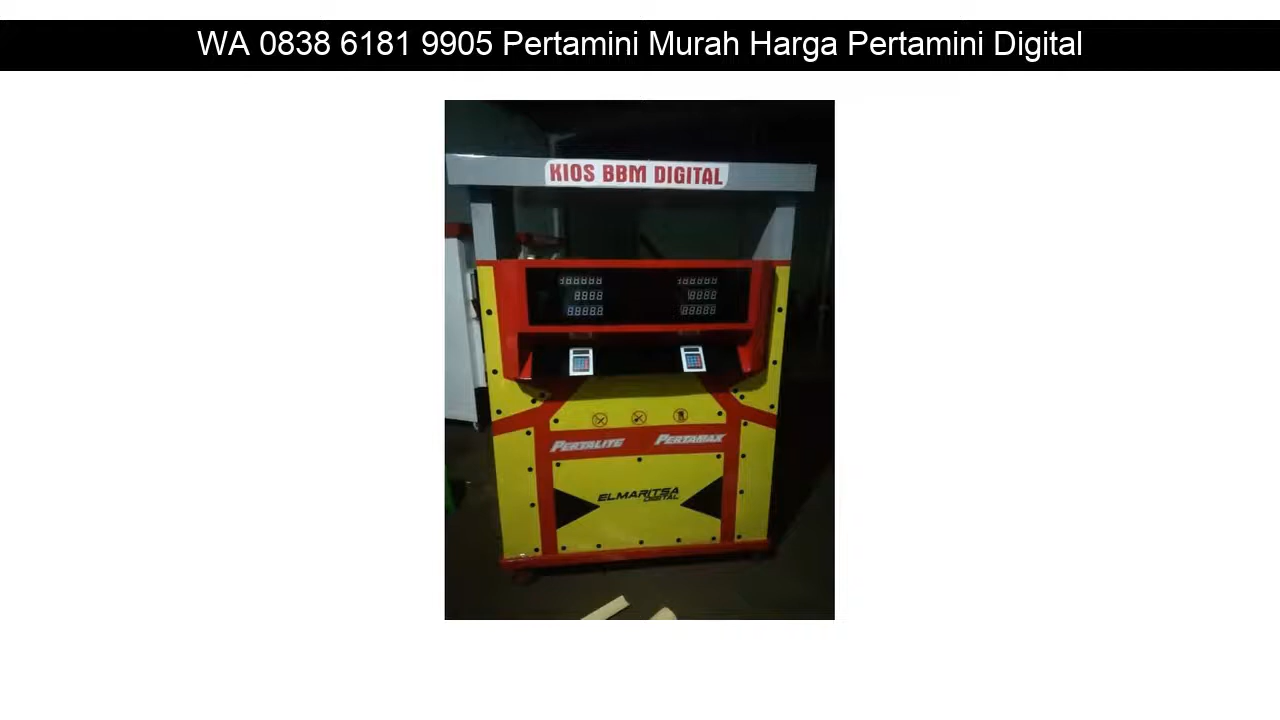 WA 0838 6181 9905 Pertamini Murah Harga Pertamini Digital
KIOS BBM DIGITAL
PERTALITE PERTAMAX
ELMARITSA
DIGITAL